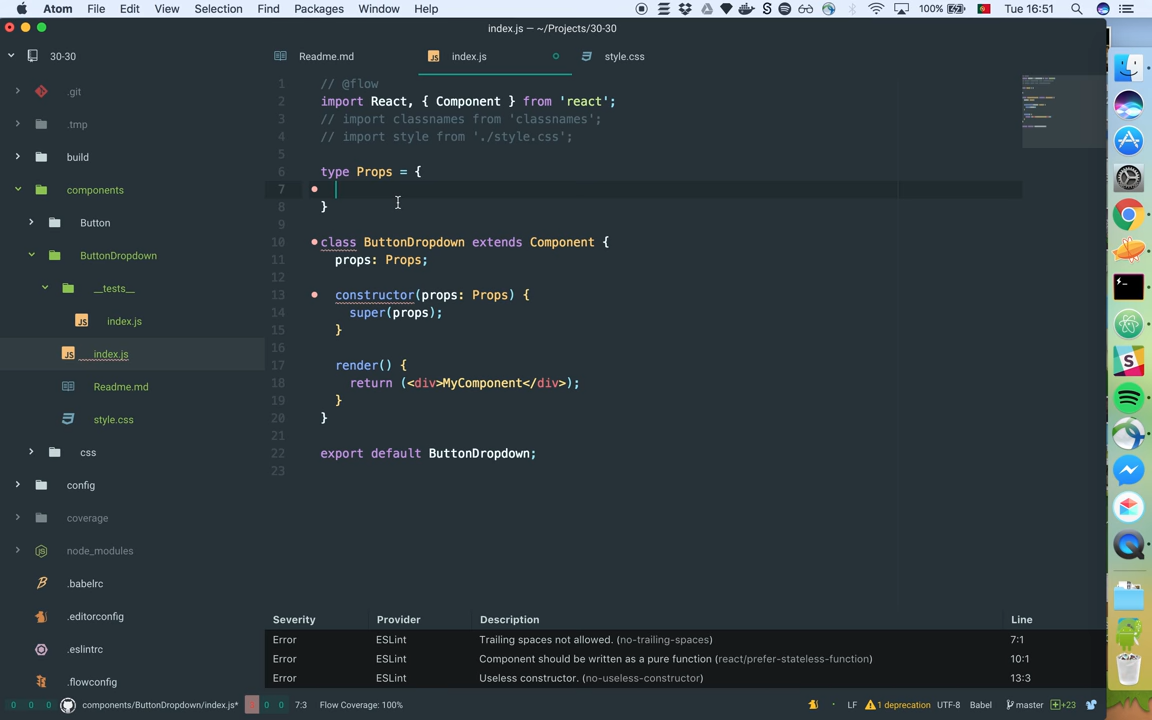 Atom File Edit View Selection Find Packages Window Help 100% Tue 16:51
index.js — ~/Projects/30-30
30-30 Readme.md index.js style.css
.git
.tmp
build
components
Button
ButtonDropdown
__tests__
index.js
index.js
Readme.md
style.css
css
config
coverage
node_modules
.babelrc
.editorconfig
.eslintrc
.flowconfig
1 // @flow
2 import React, { Component } from 'react';
3 // import classnames from 'classnames';
4 // import style from './style.css';
5
6 type Props = {
7
8 }
9
10 class ButtonDropdown extends Component {
11 props: Props;
12
13 constructor(props: Props) {
14 super(props);
15 }
16
17 render() {
18 return (<div>MyComponent</div>);
19 }
20 }
21
22 export default ButtonDropdown;
23
Severity Provider Description Line
Error ESLint Trailing spaces not allowed. (no-trailing-spaces) 7:1
Error ESLint Component should be written as a pure function (react/prefer-stateless-function) 10:1
Error ESLint Useless constructor. (no-useless-constructor) 13:3
0 0 0 components/ButtonDropdown/index.js* 0 0 7:3 Flow Coverage: 100% LF 1 deprecation UTF-8 Babel master +23